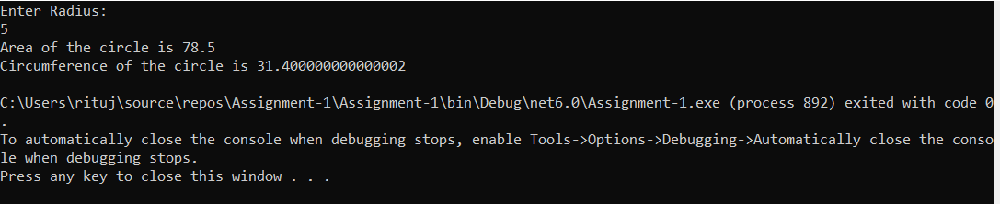 Enter Radius:
5
Area of the circle is 78.5
Circumference of the circle is 31.400000000000002
C:\Users\rituj\source\repos\Assignment-1\Assignment-1\bin\Debug\net6.0\Assignment-1.exe (process 892) exited with code 0
.
To automatically close the console when debugging stops, enable Tools->Options->Debugging->Automatically close the conso
le when debugging stops.
Press any key to close this window . . .